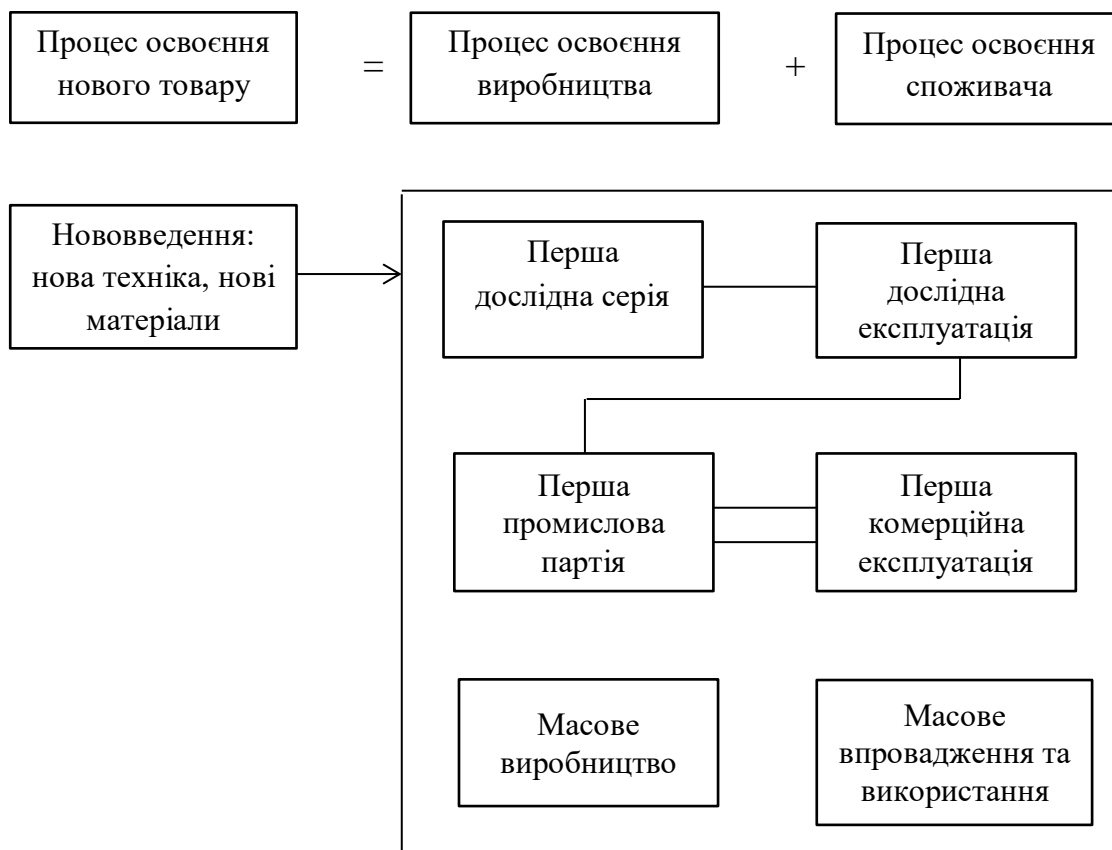 Процес освоєння
нового товару
=
Процес освоєння
виробництва
+
Процес освоєння
споживача
Нововведення:
нова техніка, нові
матеріали
Перша
дослідна серія
Перша
дослідна
експлуатація
Перша
промислова
партія
Перша
комерційна
експлуатація
Масове
виробництво
Масове
впровадження та
використання